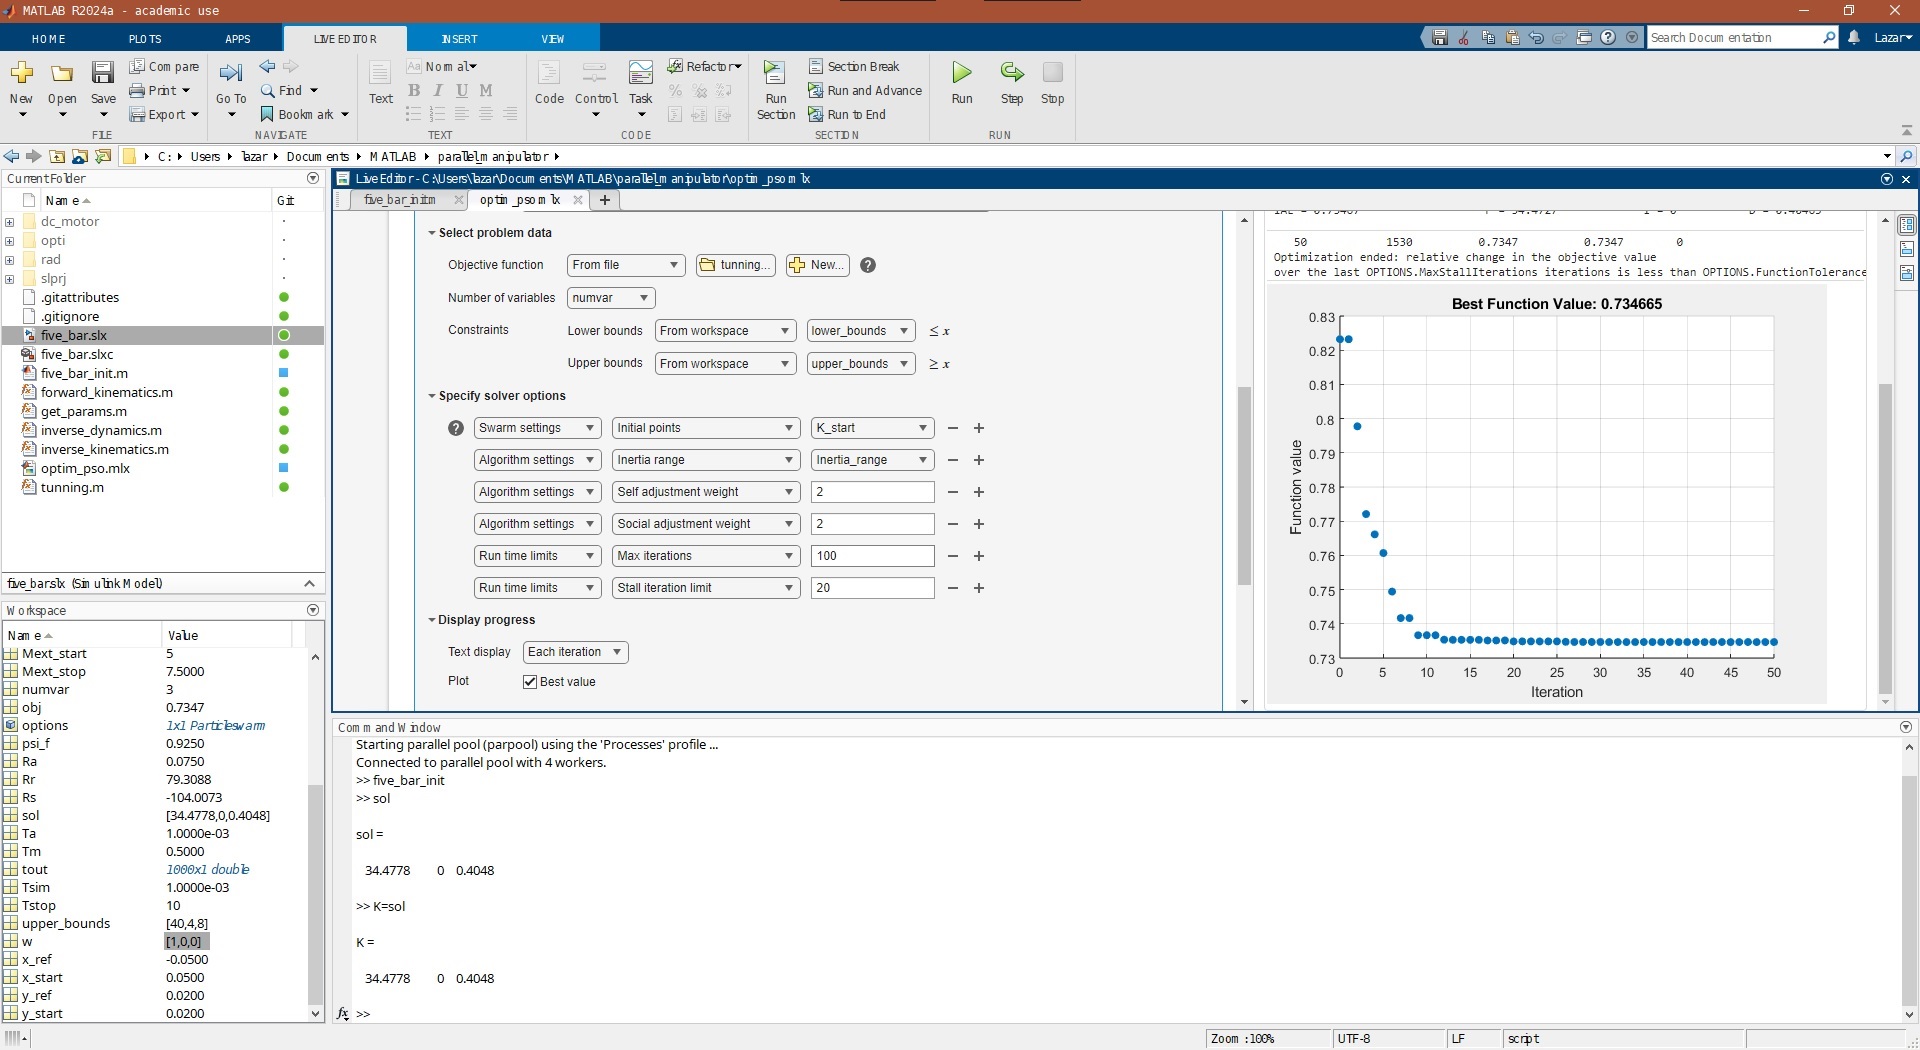 MATLAB R2024a - academic use
HOME PLOTS APPS LIVE EDITOR INSERT VIEW
Search Documentation Lazar
New Open Save Compare Print Export
FILE
Go To Find Bookmark
NAVIGATE
Text Normal B I U M
TEXT
Code Control Task Refactor
CODE
Run Section Section Break Run and Advance Run to End
SECTION
Run Step Stop
RUN
C: Users lazar Documents MATLAB parallel_manipulator
Current Folder
Name Git
dc_motor
opti
rad
slprj
.gitattributes
.gitignore
five_bar.slx
five_bar.slxc
five_bar_init.m
forward_kinematics.m
get_params.m
inverse_dynamics.m
inverse_kinematics.m
optim_pso.mlx
tunning.m
five_bar.slx (Simulink Model)
Workspace
Name Value
Mext_start 5
Mext_stop 7.5000
numvar 3
obj 0.7347
options 1x1 Particleswarm
psi_f 0.9250
Ra 0.0750
Rr 79.3088
Rs -104.0073
sol [34.4778,0,0.4048]
Ta 1.0000e-03
Tm 0.5000
tout 1000x1 double
Tsim 1.0000e-03
Tstop 10
upper_bounds [40,4,8]
w [1,0,0]
x_ref -0.0500
x_start 0.0500
y_ref 0.0200
y_start 0.0200
Live Editor - C:\Users\lazar\Documents\MATLAB\parallel_manipulator\optim_pso.mlx
five_bar_init.m optim_pso.mlx
Select problem data
Objective function From file tunning... New...
Number of variables numvar
Constraints Lower bounds From workspace lower_bounds ≤ x
Upper bounds From workspace upper_bounds ≥ x
Specify solver options
Swarm settings Initial points K_start
Algorithm settings Inertia range Inertia_range
Algorithm settings Self adjustment weight 2
Algorithm settings Social adjustment weight 2
Run time limits Max iterations 100
Run time limits Stall iteration limit 20
Display progress
Text display Each iteration
Plot Best value
50 1530 0.7347 0.7347 0
Optimization ended: relative change in the objective value
over the last OPTIONS.MaxStallIterations iterations is less than OPTIONS.FunctionTolerance
Best Function Value: 0.734665
Function value
0.83
0.82
0.81
0.8
0.79
0.78
0.77
0.76
0.75
0.74
0.73
0 5 10 15 20 25 30 35 40 45 50
Iteration
Command Window
Starting parallel pool (parpool) using the 'Processes' profile ...
Connected to parallel pool with 4 workers.
>> five_bar_init
>> sol
sol =
34.4778 0 0.4048
>> K=sol
K =
34.4778 0 0.4048
fx >>
Zoom: 100% UTF-8 LF script